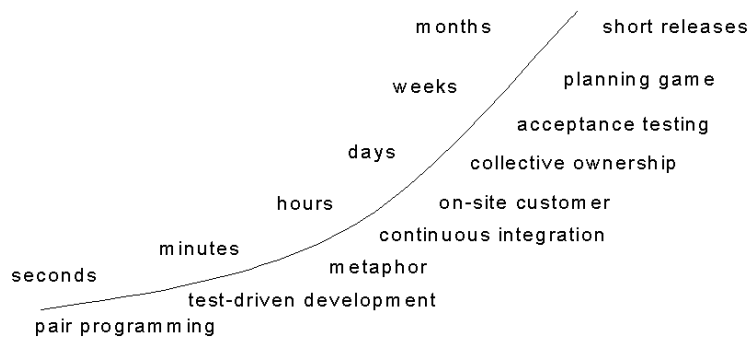 months
short releases
weeks
planning game
acceptance testing
days
collective ownership
hours
on-site customer
continuous integration
minutes
metaphor
seconds
test-driven development
pair programming